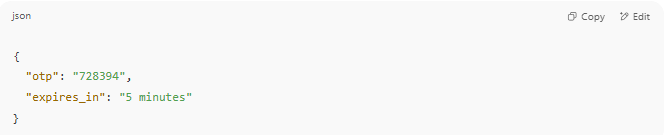 json
Copy
Edit
{
"otp": "728394",
"expires_in": "5 minutes"
}